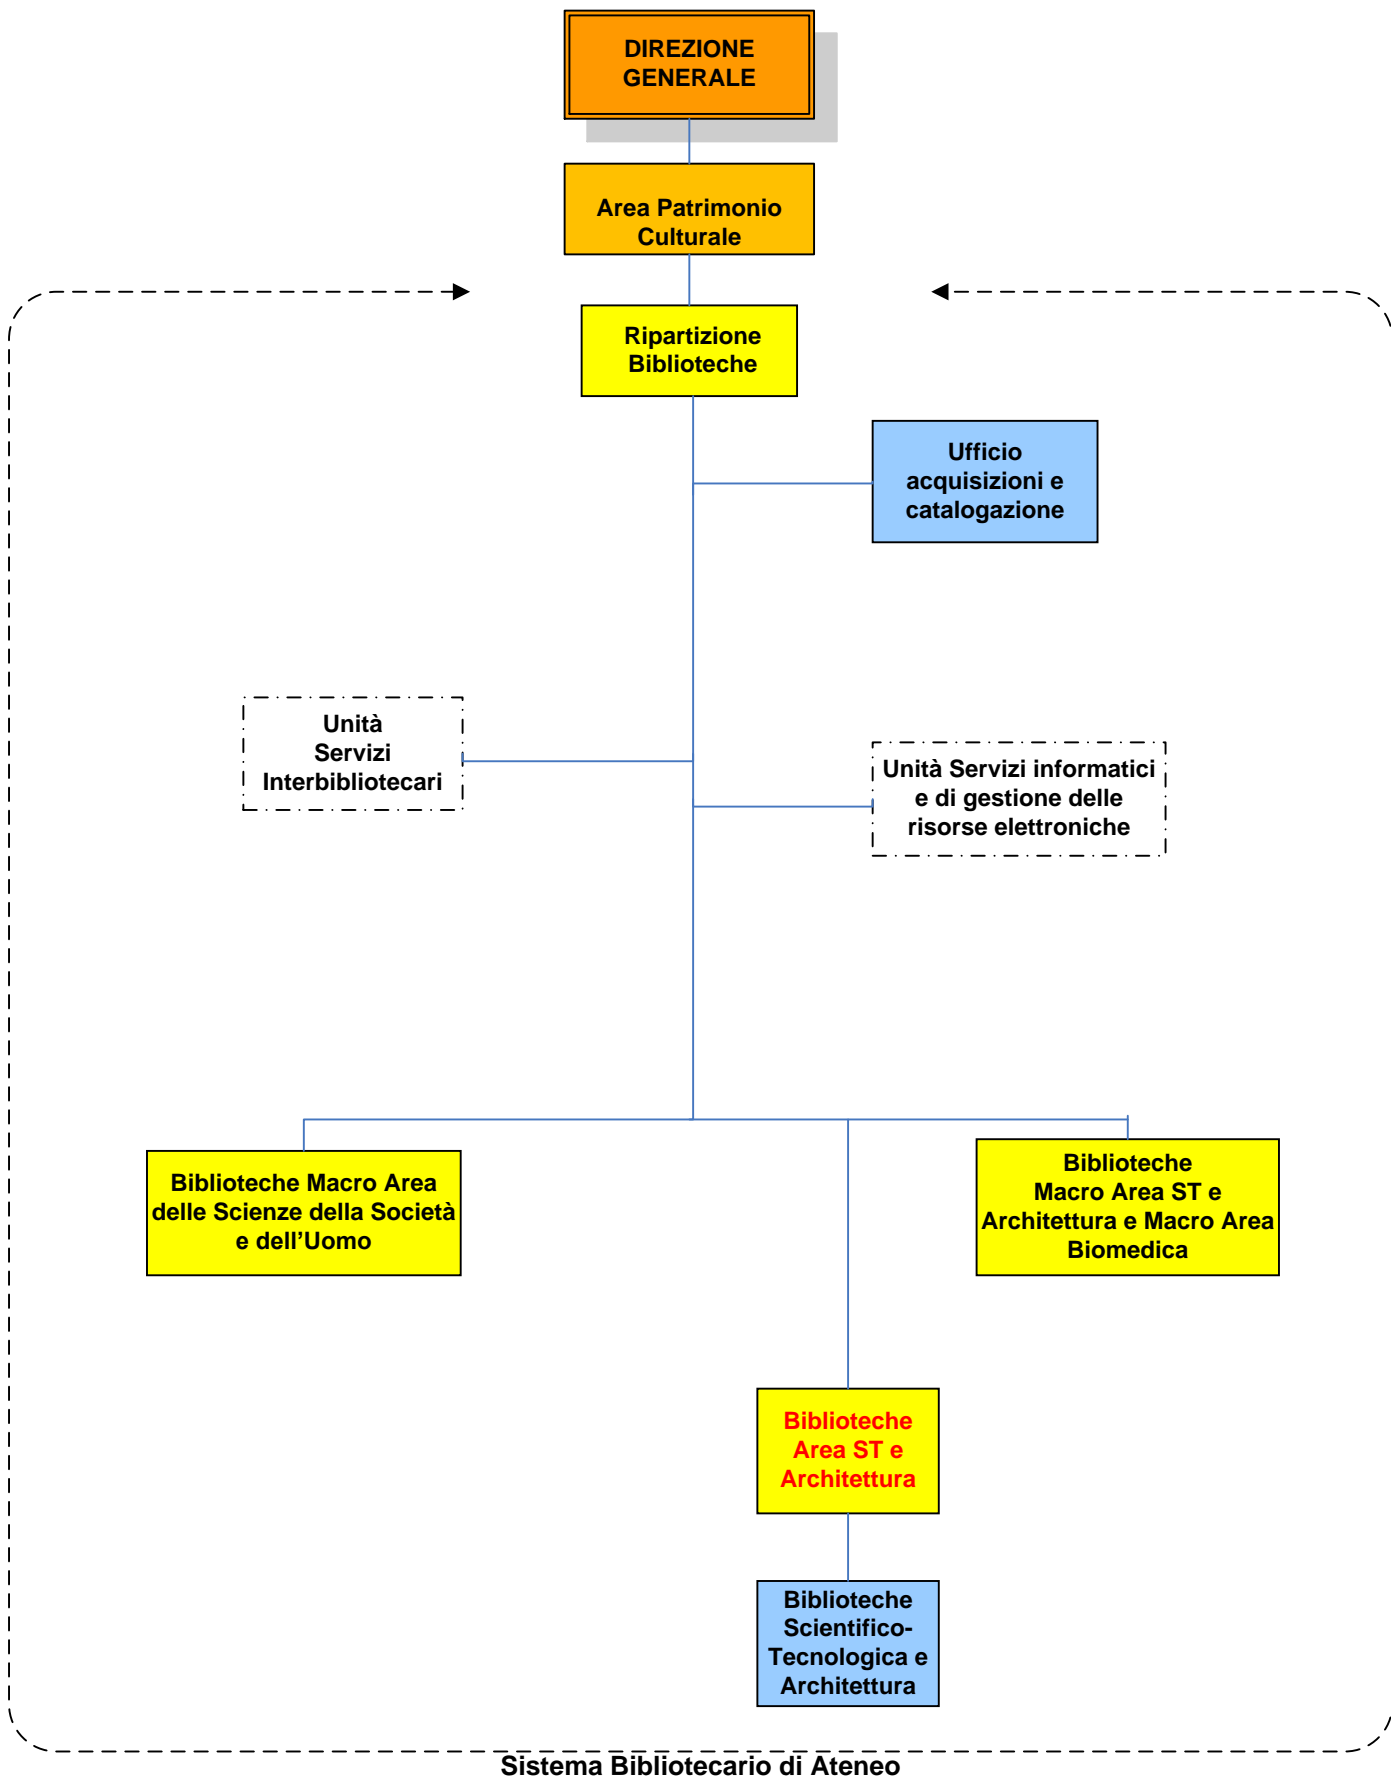 DIREZIONE
GENERALE
Area Patrimonio
Culturale
Ripartizione
Biblioteche
Ufficio
acquisizioni e
catalogazione
Unità
Servizi
Interbibliotecari
Unità Servizi informatici
e di gestione delle
risorse elettroniche
Biblioteche Macro Area
delle Scienze della Società
e dell’Uomo
Biblioteche
Macro Area ST e
Architettura e Macro Area
Biomedica
Biblioteche
Area ST e
Architettura
Biblioteche
Scientifico-
Tecnologica e
Architettura
Sistema Bibliotecario di Ateneo